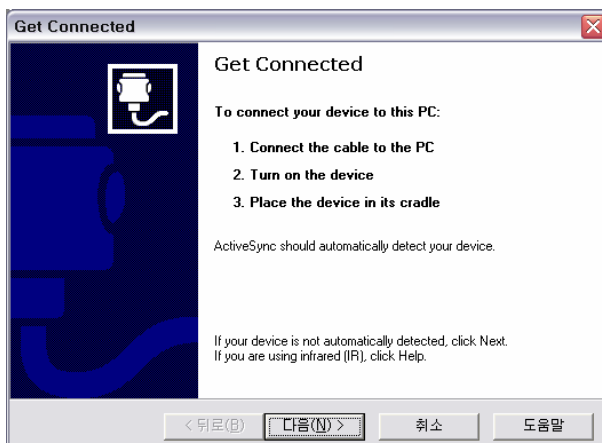 Get Connected
Get Connected
To connect your device to this PC:
1. Connect the cable to the PC
2. Turn on the device
3. Place the device in its cradle
ActiveSync should automatically detect your device.
If your device is not automatically detected, click Next.
If you are using infrared (IR), click Help.
< 뒤로(B) 다음(N) > 취소 도움말